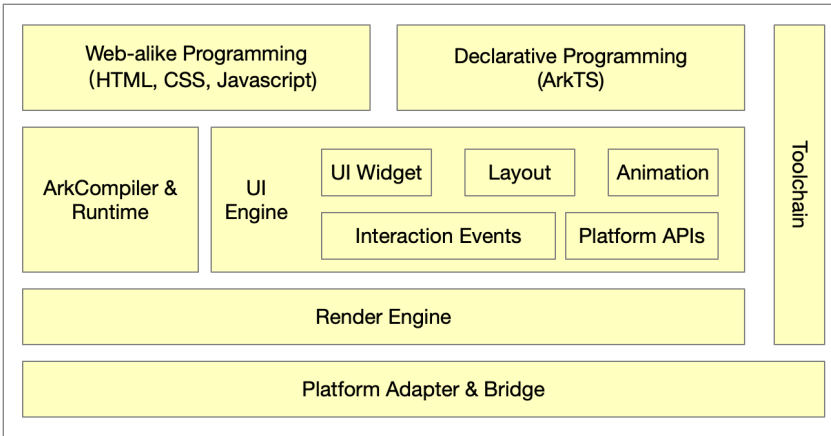 Web-alike Programming
（HTML, CSS, Javascript)
Declarative Programming
(ArkTS)
Toolchain
ArkCompiler &
Runtime
UI
Engine
UI Widget
Layout
Animation
Interaction Events
Platform APIs
Render Engine
Platform Adapter & Bridge